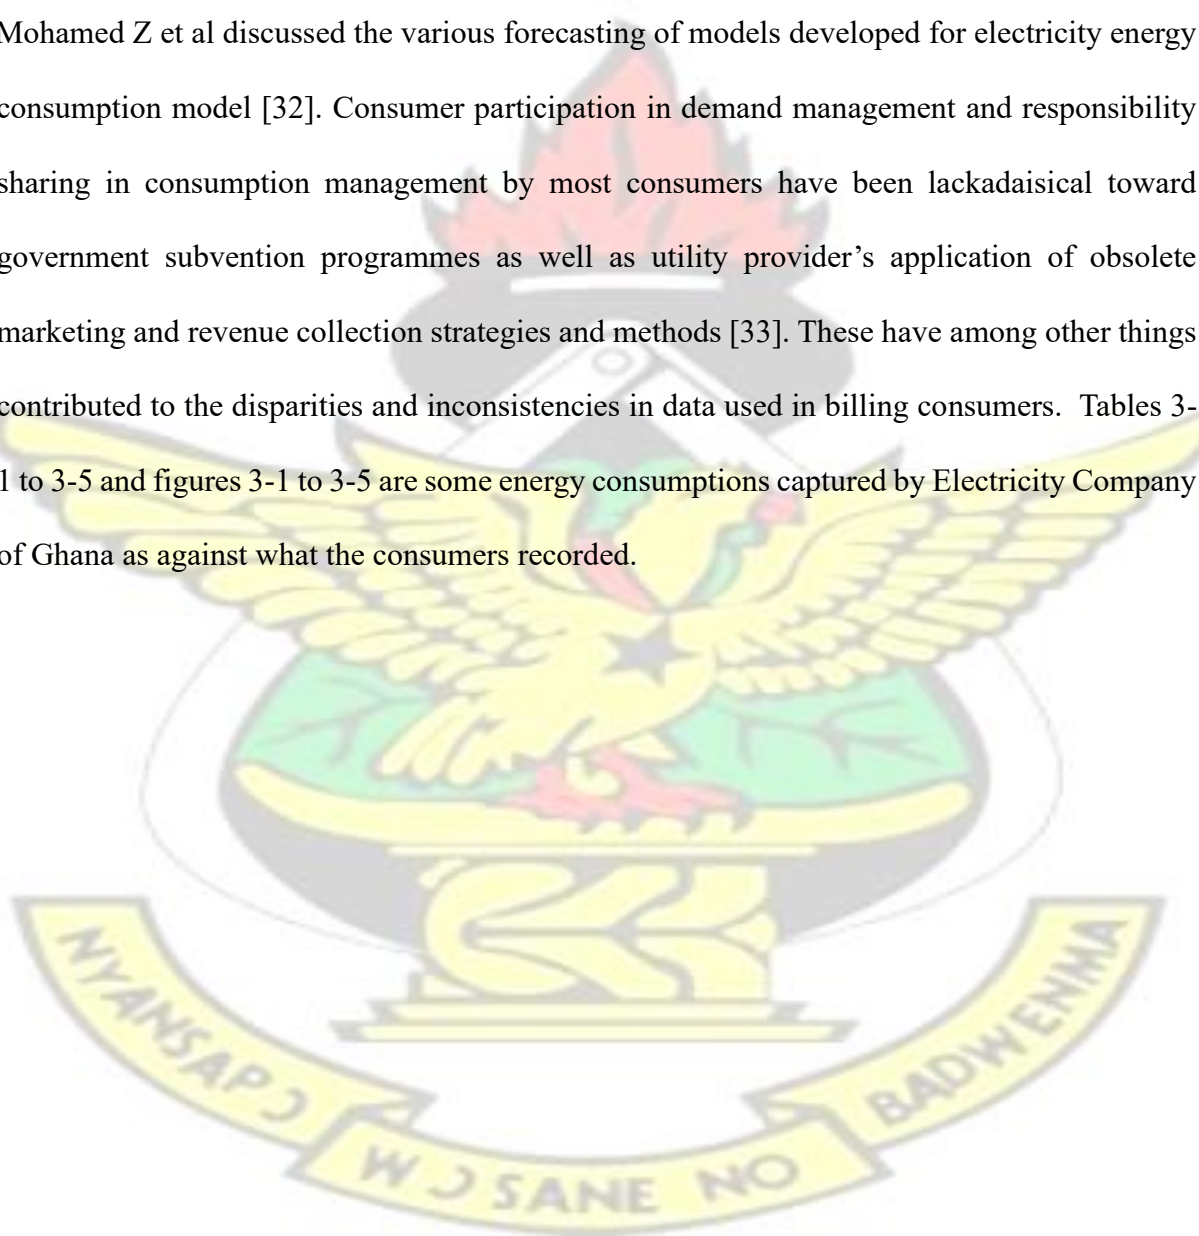 Mohamed Z et al discussed the various forecasting of models developed for electricity energy
consumption model [32]. Consumer participation in demand management and responsibility
sharing in consumption management by most consumers have been lackadaisical toward
government subvention programmes as well as utility provider’s application of obsolete
marketing and revenue collection strategies and methods [33]. These have among other things
contributed to the disparities and inconsistencies in data used in billing consumers.  Tables 3-
1 to 3-5 and figures 3-1 to 3-5 are some energy consumptions captured by Electricity Company
of Ghana as against what the consumers recorded.
NYANSAPƆ
WƆSANE NO
BADWENMA